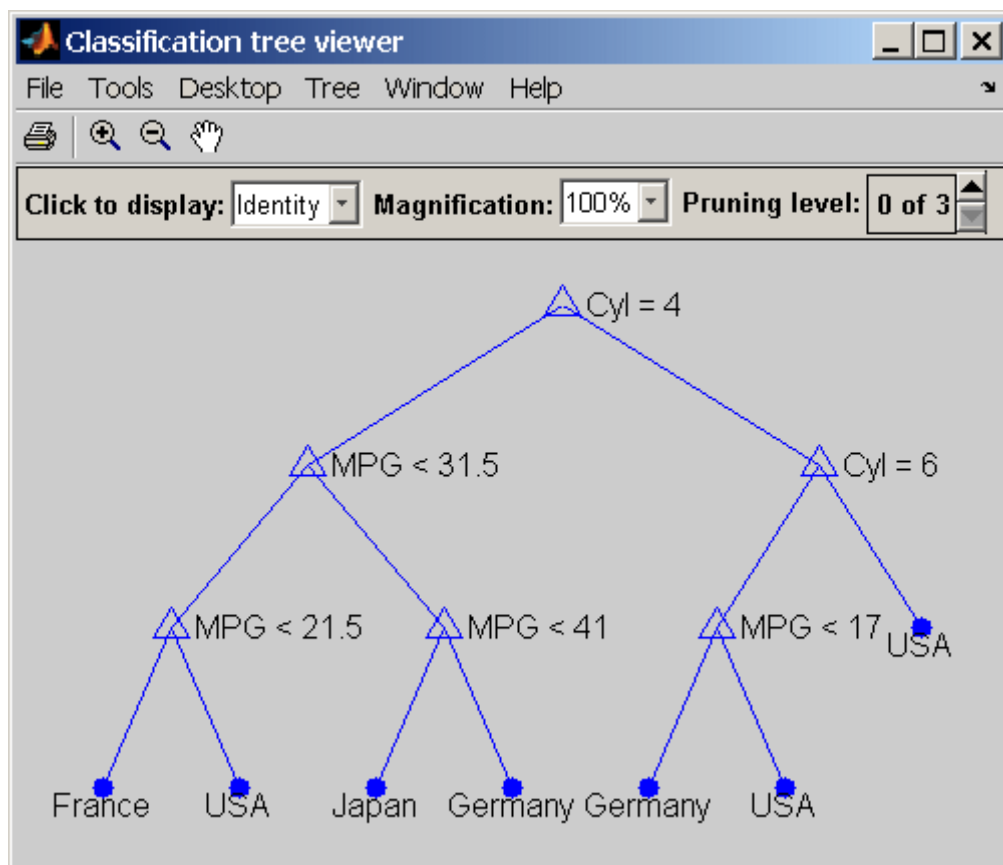 Classification tree viewer
File Tools Desktop Tree Window Help
Click to display: Identity Magnification: 100% Pruning level: 0 of 3
Cyl = 4
MPG < 31.5 Cyl = 6
MPG < 21.5 MPG < 41 MPG < 17 USA
France USA Japan Germany Germany USA